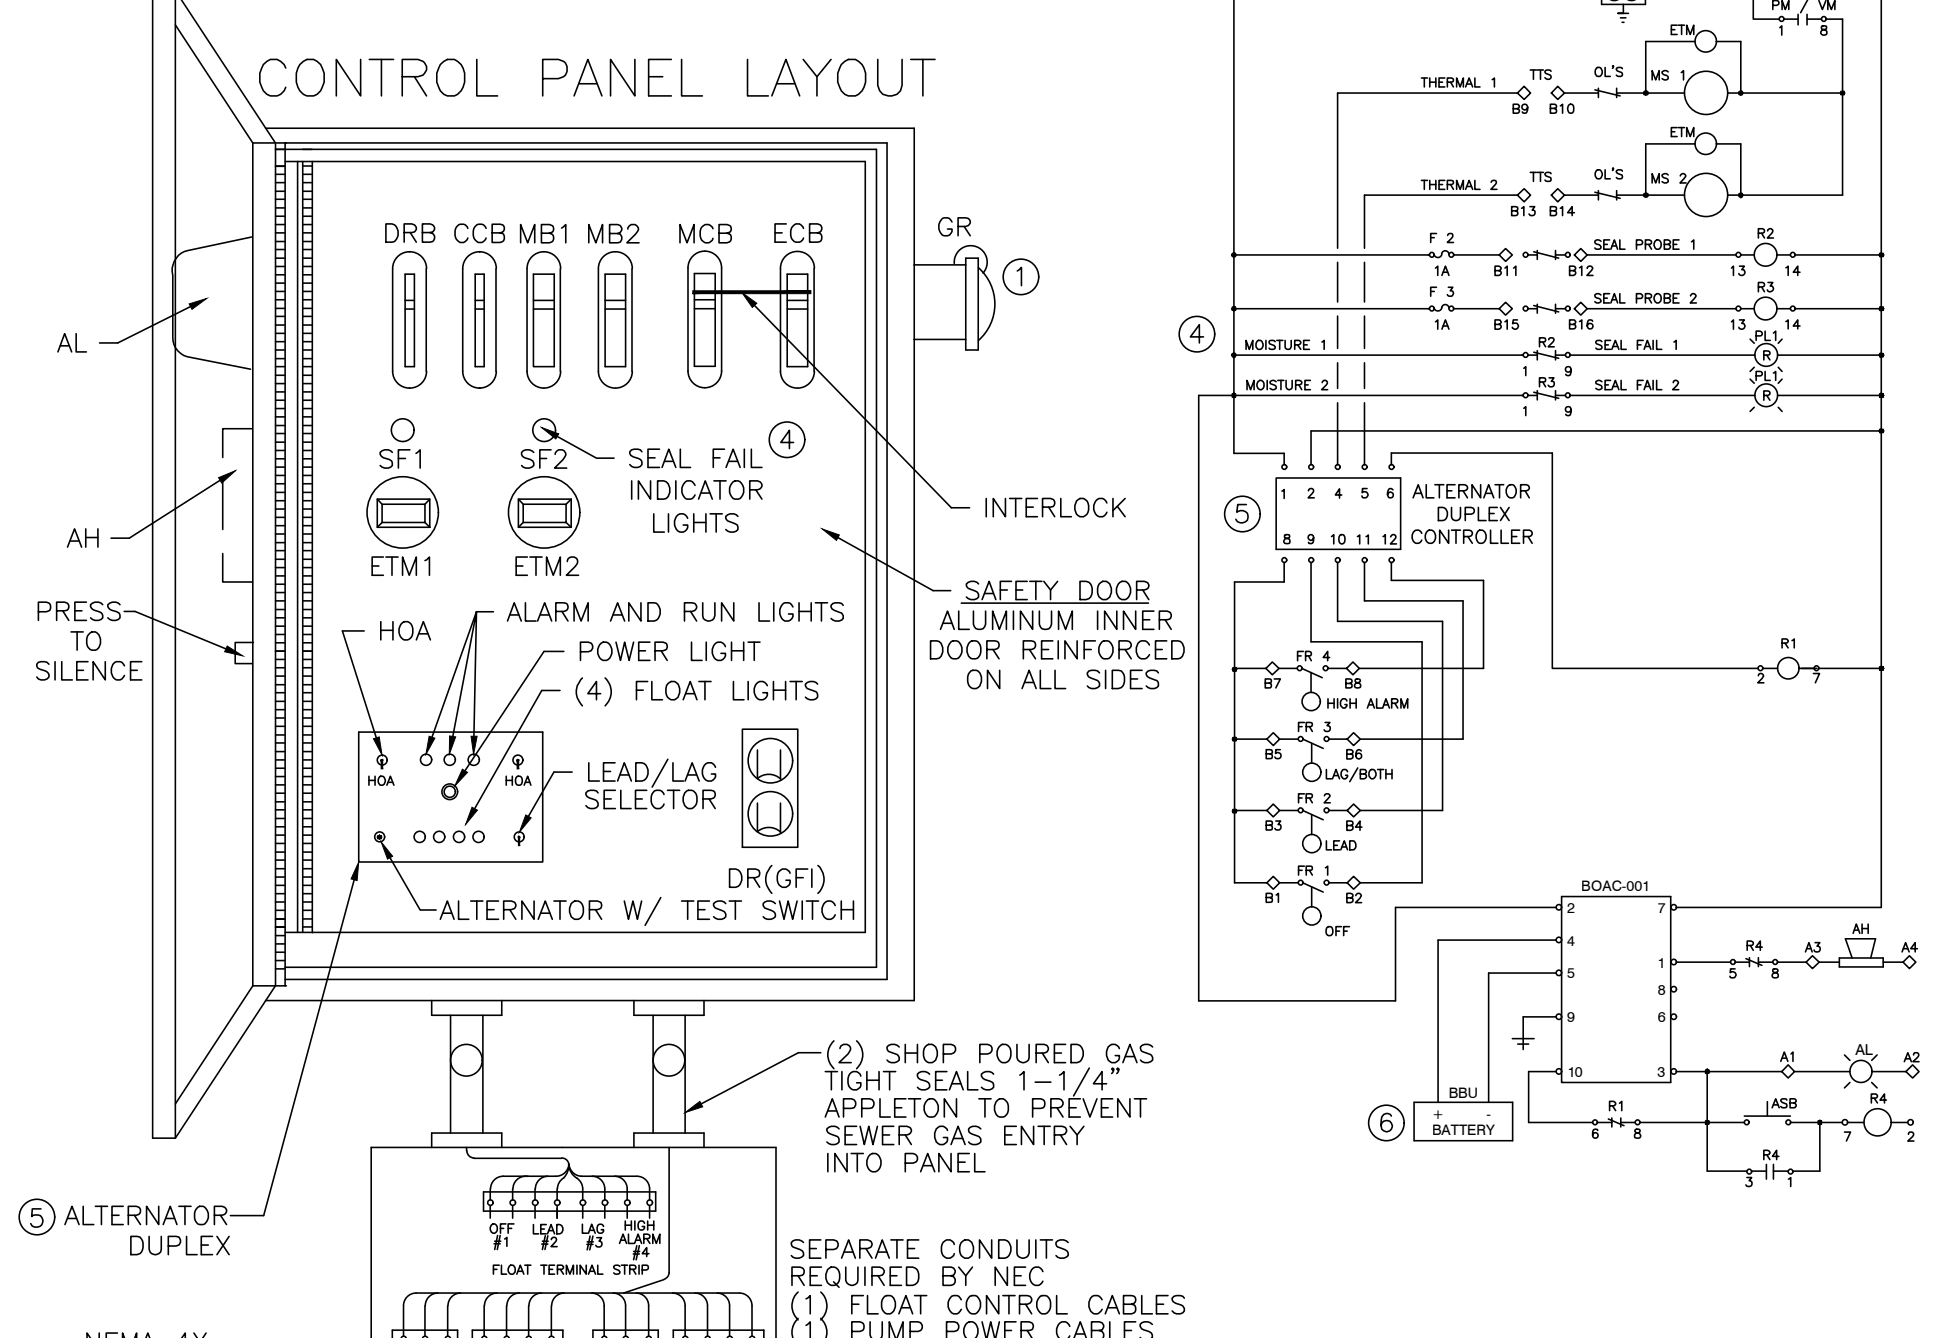 CONTROL PANEL LAYOUT
DRB CCB MB1 MB2 MCB ECB
GR
1
AL
SF1 SF2
4
SEAL FAIL
INDICATOR
LIGHTS
INTERLOCK
AH
ETM1 ETM2
SAFETY DOOR
ALUMINUM INNER
DOOR REINFORCED
ON ALL SIDES
PRESS
TO
SILENCE
HOA
ALARM AND RUN LIGHTS
POWER LIGHT
(4) FLOAT LIGHTS
HOA HOA
LEAD/LAG
SELECTOR
DR(GFI)
ALTERNATOR W/ TEST SWITCH
(2) SHOP POURED GAS
TIGHT SEALS 1-1/4"
APPLETON TO PREVENT
SEWER GAS ENTRY
INTO PANEL
5 ALTERNATOR
DUPLEX
OFF #1
LEAD #2
LAG #3
HIGH ALARM #4
FLOAT TERMINAL STRIP
SEPARATE CONDUITS
REQUIRED BY NEC
(1) FLOAT CONTROL CABLES
(1) PUMP POWER CABLES
NEMA 4X
PM VM
1 8
ETM
THERMAL 1 TTS OL'S MS 1
B9 B10
ETM
THERMAL 2 TTS OL'S MS 2
B13 B14
F 2 SEAL PROBE 1 R2
1A B11 B12 13 14
F 3 SEAL PROBE 2 R3
1A B15 B16 13 14
4
MOISTURE 1 R2 SEAL FAIL 1 PL1
R
1 9
MOISTURE 2 R3 SEAL FAIL 2 PL1
R
1 9
5
1 2 4 5 6
8 9 10 11 12
ALTERNATOR
DUPLEX
CONTROLLER
FR 4
B7 B8
HIGH ALARM
R1
2 7
FR 3
B5 B6
LAG/BOTH
FR 2
B3 B4
LEAD
FR 1
B1 B2
OFF
BOAC-001
2 7
4
5 1
8
9 6
10 3
R4 A3 AH A4
5 8
A1 AL A2
6
BBU
+ -
BATTERY
R1
6 8
ASB R4
7 2
R4
3 1